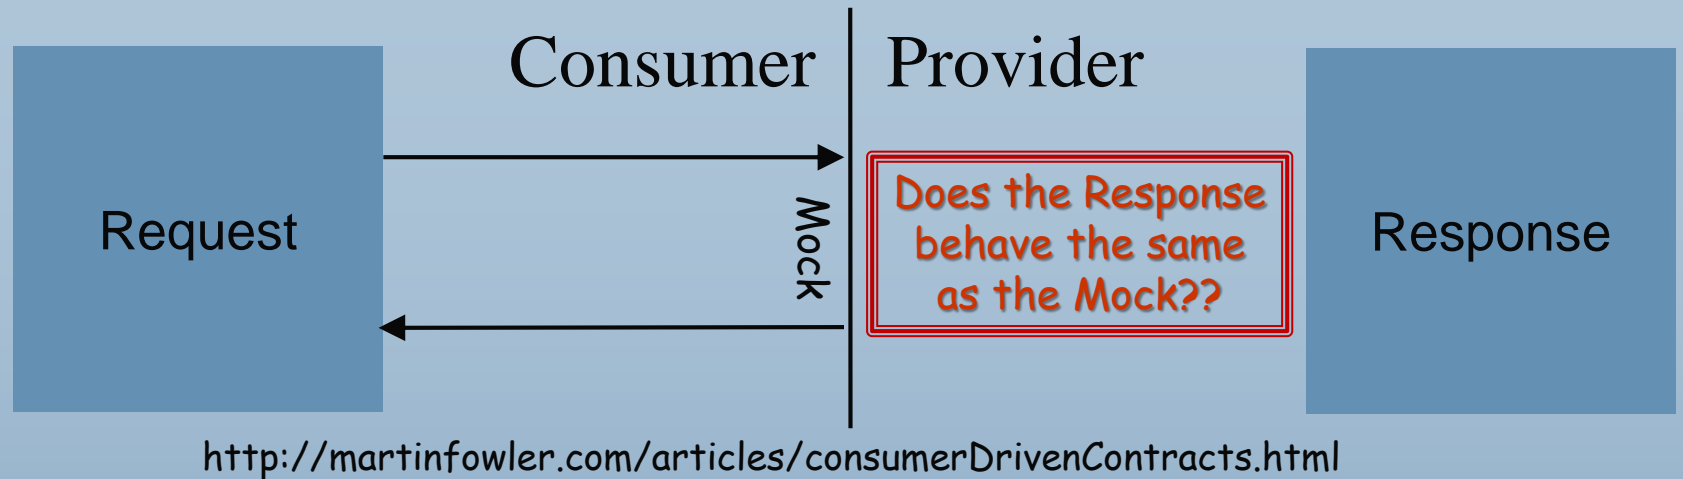 Consumer
Provider
Request
Mock
Does the Response
behave the same
as the Mock??
Response
http://martinfowler.com/articles/consumerDrivenContracts.html